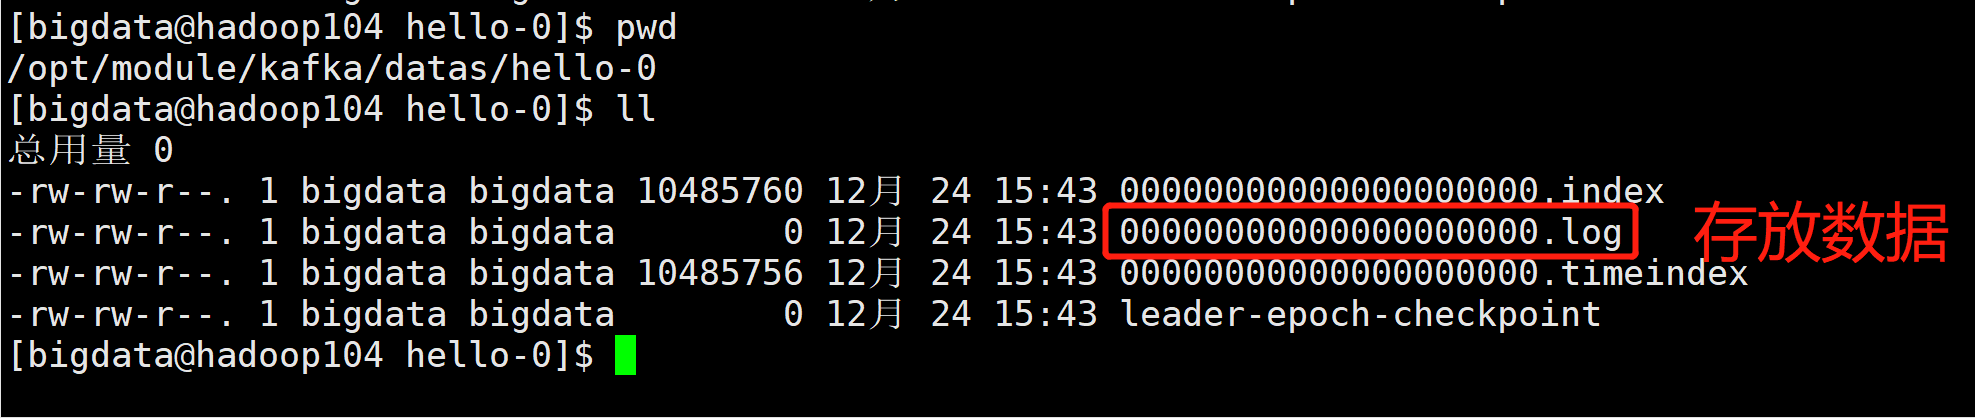 [bigdata@hadoop104 hello-0]$ pwd
/opt/module/kafka/datas/hello-0
[bigdata@hadoop104 hello-0]$ ll
总用量 0
-rw-rw-r--. 1 bigdata bigdata 10485760 12月 24 15:43 00000000000000000000.index
-rw-rw-r--. 1 bigdata bigdata        0 12月 24 15:43 00000000000000000000.log 存放数据
-rw-rw-r--. 1 bigdata bigdata 10485756 12月 24 15:43 00000000000000000000.timeindex
-rw-rw-r--. 1 bigdata bigdata        0 12月 24 15:43 leader-epoch-checkpoint
[bigdata@hadoop104 hello-0]$